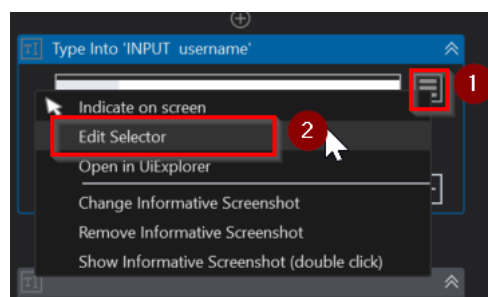 Type Into 'INPUT username'
1
Indicate on screen
Edit Selector
2
Open in UiExplorer
Change Informative Screenshot
Remove Informative Screenshot
Show Informative Screenshot (double click)